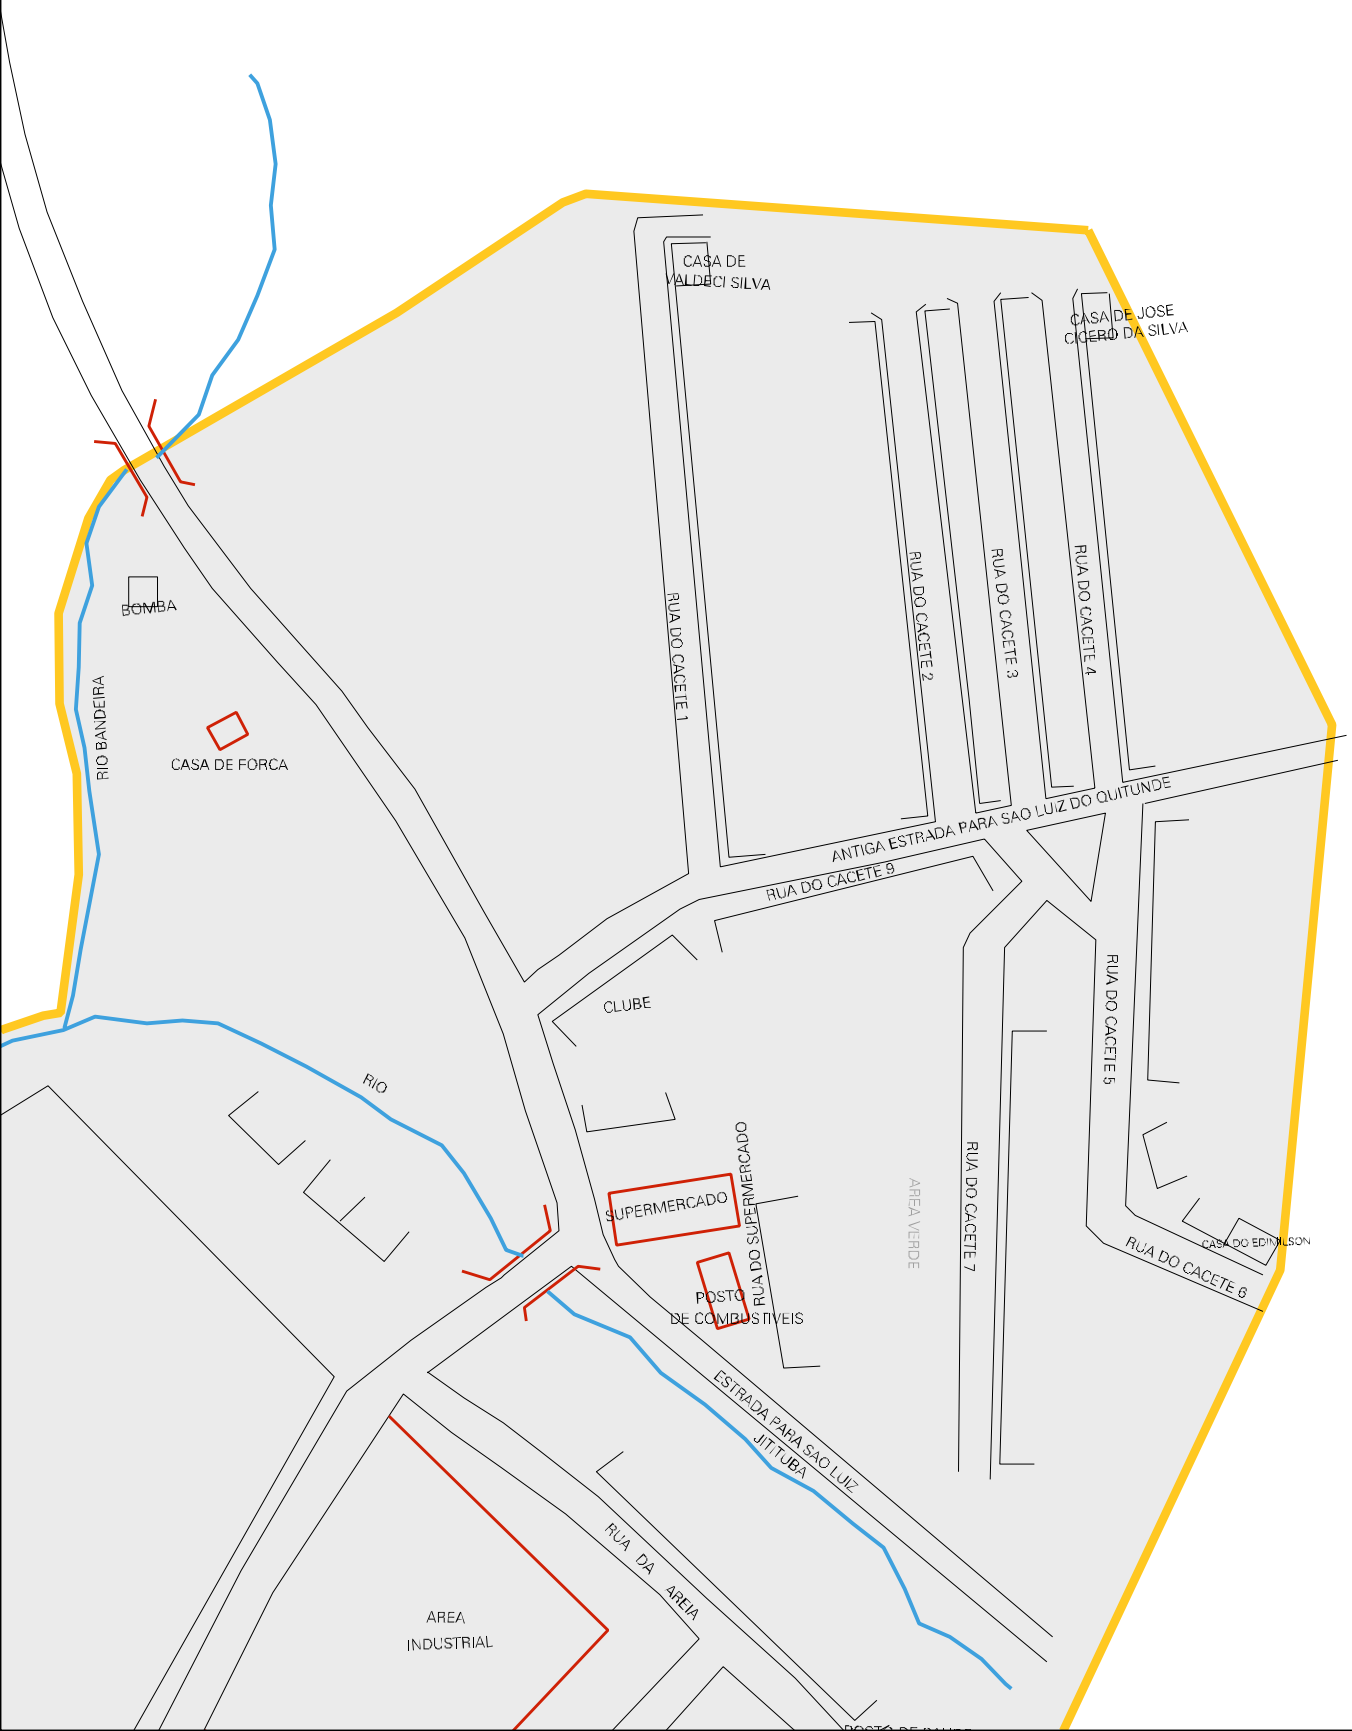 CASA DE
VALDECI SILVA
CASA DE JOSE
CICERO DA SILVA
RUA DO CACETE 1
RUA DO CACETE 2
RUA DO CACETE 3
RUA DO CACETE 4
BOMBA
RIO BANDEIRA
CASA DE FORCA
ANTIGA ESTRADA PARA SAO LUIZ DO QUITUNDE
RUA DO CACETE 9
CLUBE
RUA DO CACETE 5
RIO
SUPERMERCADO
RUA DO SUPERMERCADO
AREA VERDE
RUA DO CACETE 7
CASA DO EDIMILSON
RUA DO CACETE 6
POSTO
DE COMBUSTIVEIS
ESTRADA PARA SAO LUIZ
JITITUBA
RUA DA AREIA
AREA
INDUSTRIAL
POSTO DE